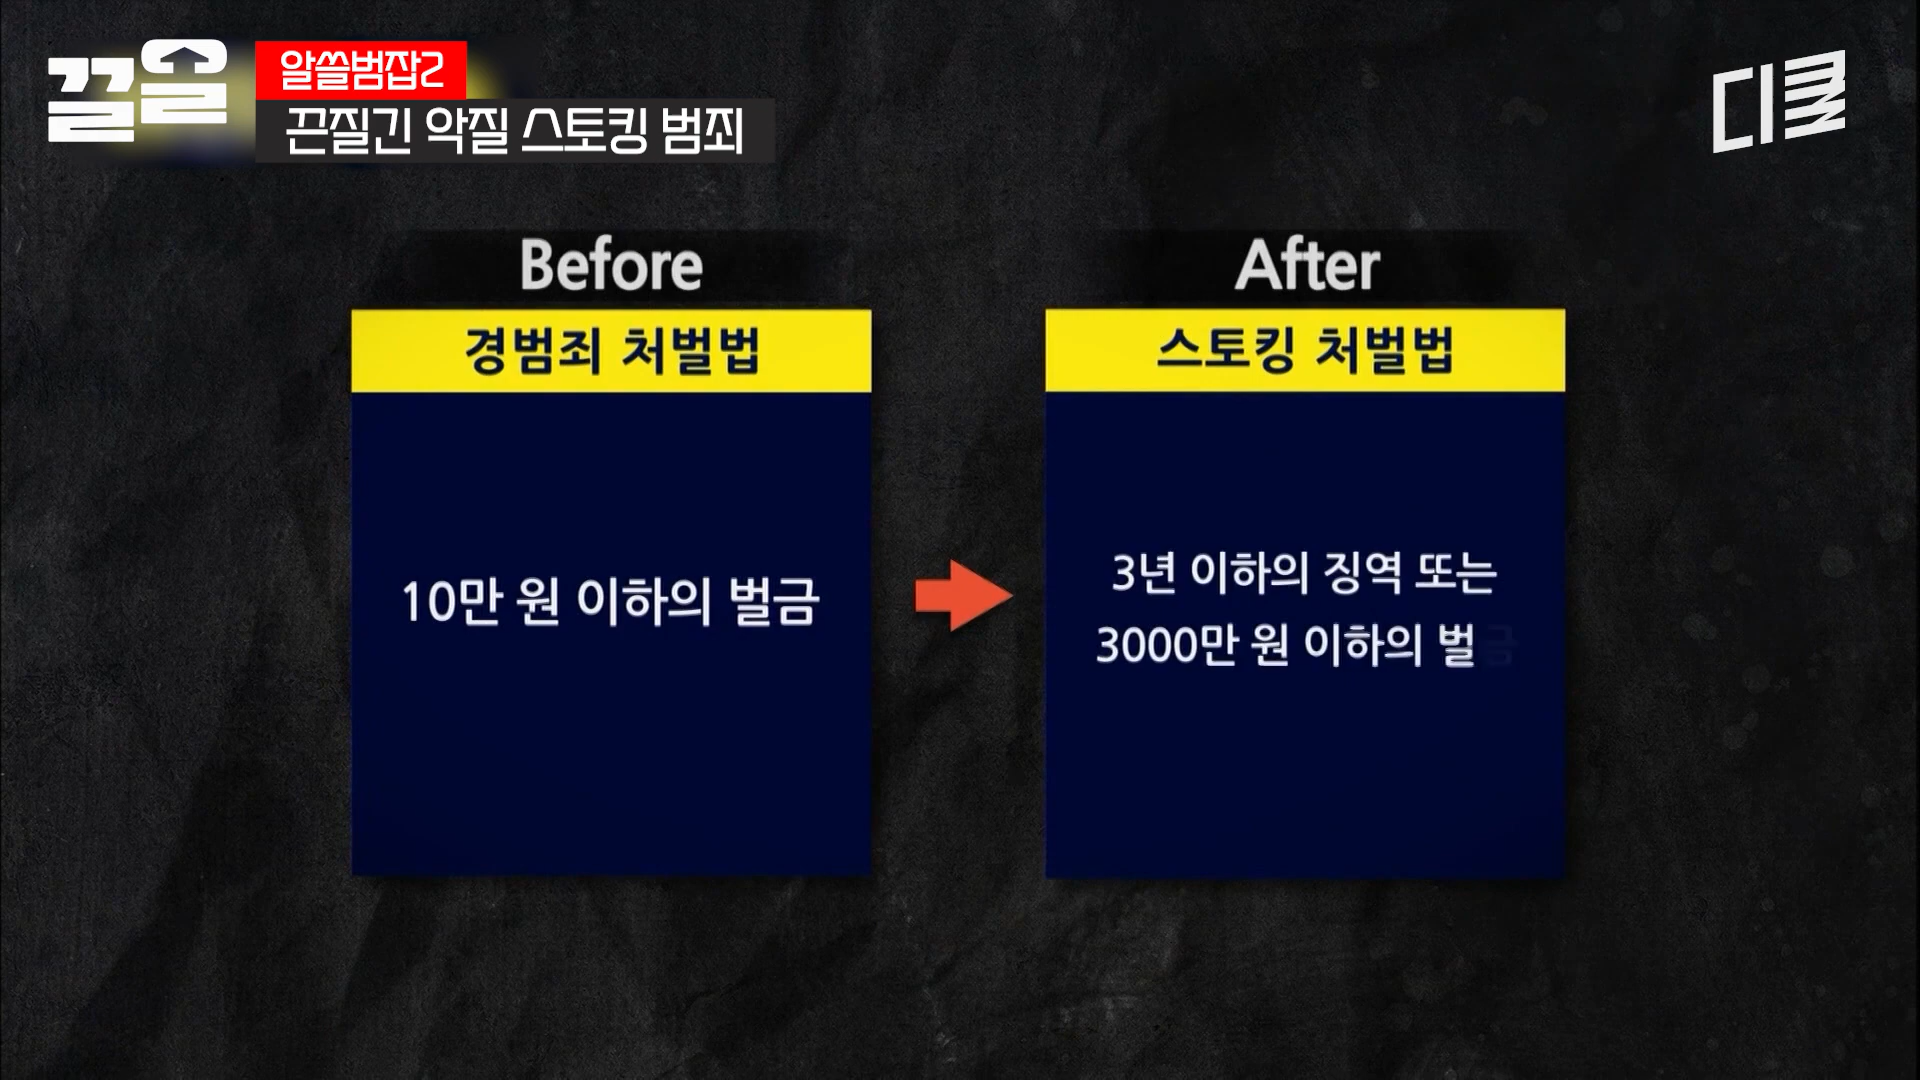 끌올
알쓸범잡2
끈질긴 악질 스토킹 범죄
디글
Before
경범죄 처벌법
10만 원 이하의 벌금
After
스토킹 처벌법
3년 이하의 징역 또는
3000만 원 이하의 벌금